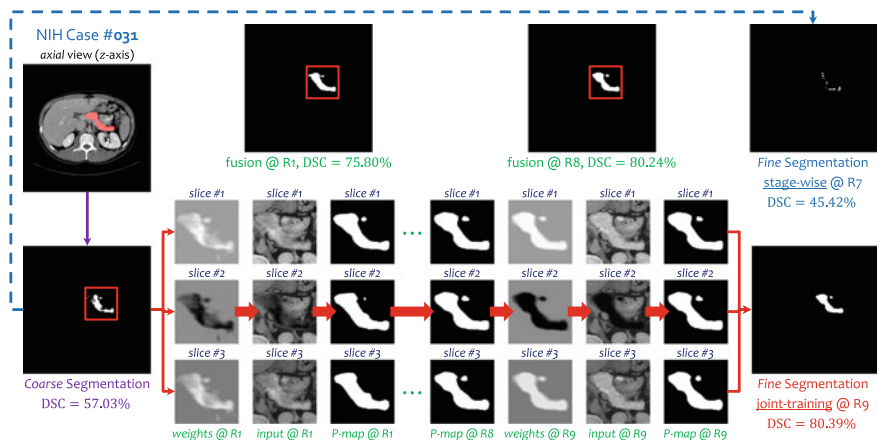 NIH Case #031
axial view (z-axis)
fusion @ R1, DSC = 75.80%
fusion @ R8, DSC = 80.24%
Fine Segmentation
stage-wise @ R7
DSC = 45.42%
slice #1 slice #1 slice #1 slice #1 slice #1 slice #1 slice #1
...
slice #2 slice #2 slice #2 slice #2 slice #2 slice #2 slice #2
slice #3 slice #3 slice #3 slice #3 slice #3 slice #3 slice #3
...
Coarse Segmentation
DSC = 57.03%
weights @ R1 input @ R1 P-map @ R1 P-map @ R8 weights @ R9 input @ R9 P-map @ R9
Fine Segmentation
joint-training @ R9
DSC = 80.39%